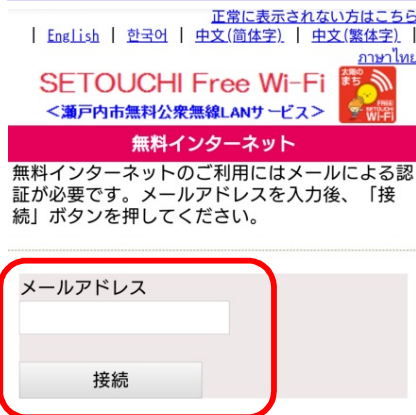 正常に表示されない方はこちら
| English | 한국어 | 中文(简体字) | 中文(繁体字) |
ภาษาไทย
SETOUCHI Free Wi-Fi
<瀬戸内市無料公衆無線LANサービス>
太陽の
まち
FREE
SETOUCHI
Wi-Fi
無料インターネット
無料インターネットのご利用にはメールによる認
証が必要です。メールアドレスを入力後、「接
続」ボタンを押してください。
メールアドレス
接続